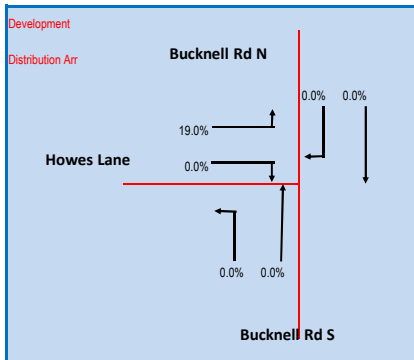 Development
Distribution Arr
Bucknell Rd N
0.0% 0.0%
19.0%
Howes Lane
0.0%
0.0% 0.0%
Bucknell Rd S